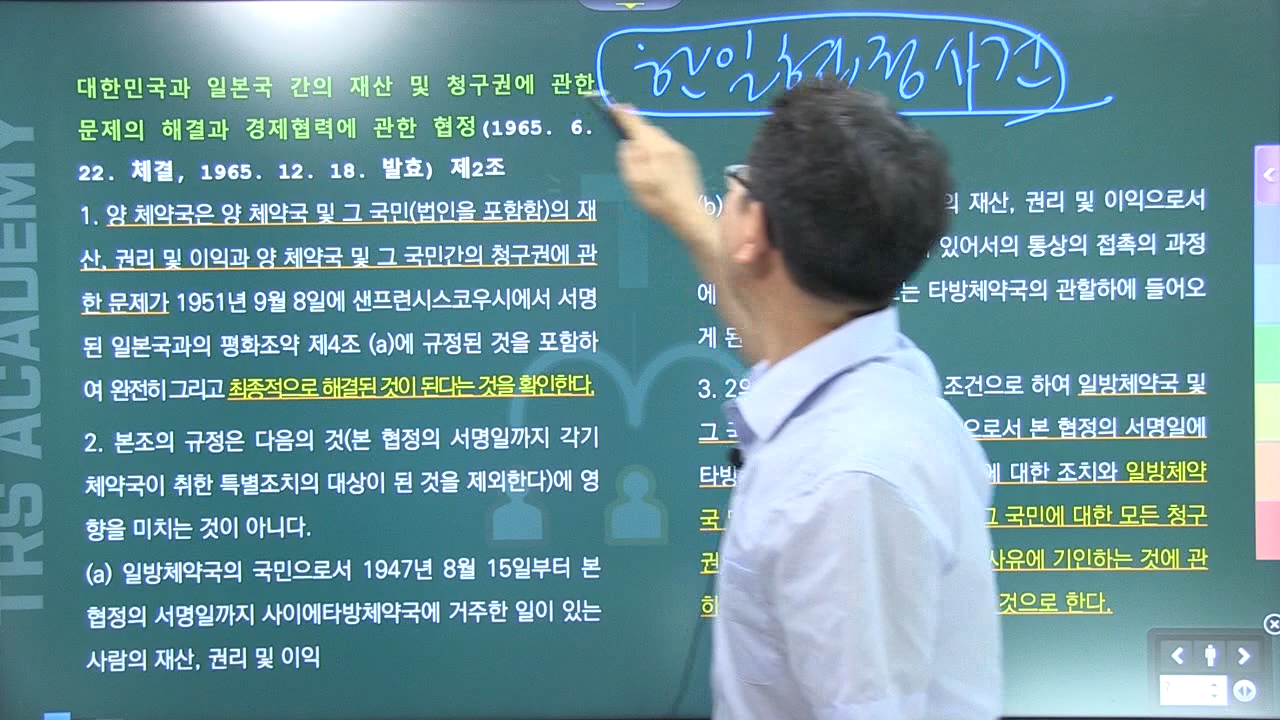 한일협정사건
대한민국과 일본국 간의 재산 및 청구권에 관한
문제의 해결과 경제협력에 관한 협정(1965. 6.
22. 체결, 1965. 12. 18. 발효) 제2조
1. 양 체약국은 양 체약국 및 그 국민(법인을 포함함)의 재
산, 권리 및 이익과 양 체약국 및 그 국민간의 청구권에 관
한 문제가 1951년 9월 8일에 샌프런시스코우시에서 서명
된 일본국과의 평화조약 제4조 (a)에 규정된 것을 포함하
여 완전히 그리고 최종적으로 해결된 것이 된다는 것을 확인한다.
2. 본조의 규정은 다음의 것(본 협정의 서명일까지 각기
체약국이 취한 특별조치의 대상이 된 것을 제외한다)에 영
향을 미치는 것이 아니다.
(a) 일방체약국의 국민으로서 1947년 8월 15일부터 본
협정의 서명일까지 사이에타방체약국에 거주한 일이 있는
사람의 재산, 권리 및 이익
(b) 의 재산, 권리 및 이익으로서
있어서의 통상의 접촉의 과정
에 는 타방체약국의 관할하에 들어오
게 된
3. 2의 조건으로 하여 일방체약국 및
그 으로서 본 협정의 서명일에
타방 에 대한 조치와 일방체약
국 그 국민에 대한 모든 청구
권 사유에 기인하는 것에 관
하 것으로 한다.
TRS ACADEMY